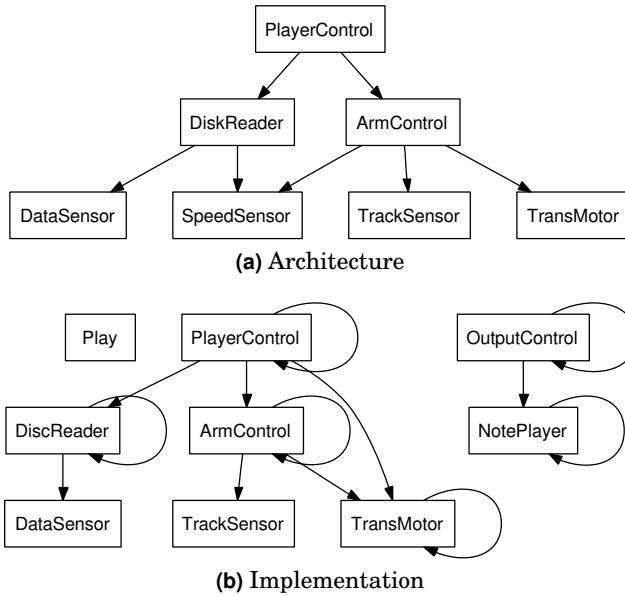 PlayerControl
DiskReader ArmControl
DataSensor SpeedSensor TrackSensor TransMotor
(a) Architecture
Play PlayerControl OutputControl
DiscReader ArmControl NotePlayer
DataSensor TrackSensor TransMotor
(b) Implementation